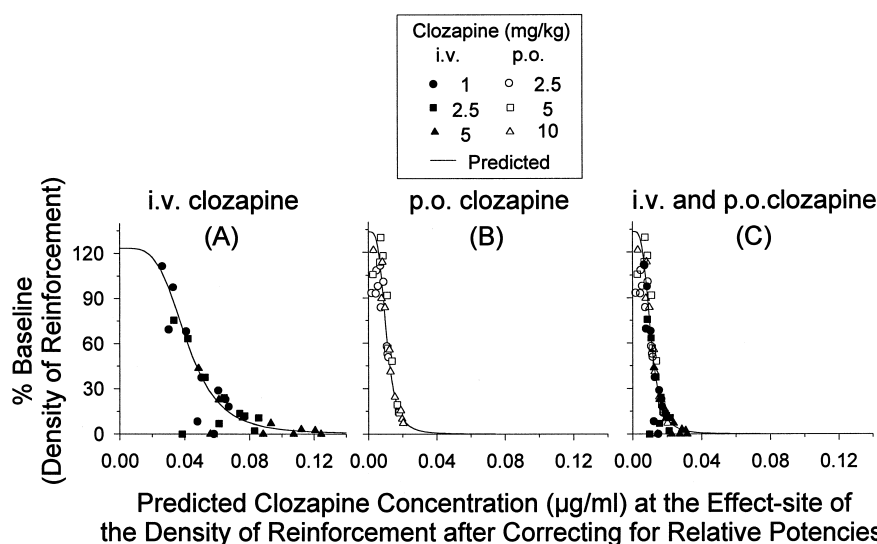 Clozapine (mg/kg)
i.v. p.o.
● 1 ○ 2.5
■ 2.5 □ 5
▲ 5 △ 10
— Predicted
i.v. clozapine p.o. clozapine i.v. and p.o.clozapine
(A) (B) (C)
% Baseline
(Density of Reinforcement)
120
90
60
30
0
0.00 0.04 0.08 0.12 0.00 0.04 0.08 0.12 0.00 0.04 0.08 0.12
Predicted Clozapine Concentration (μg/ml) at the Effect-site of
the Density of Reinforcement after Correcting for Relative Potencies